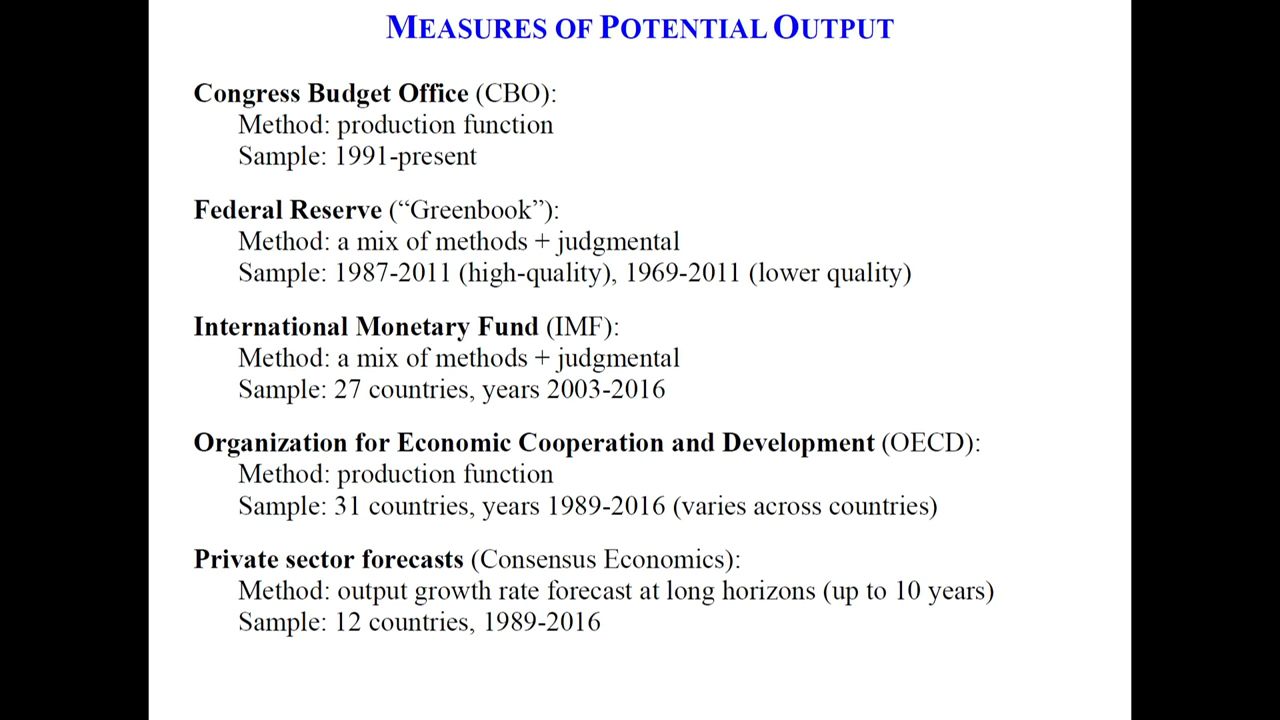 MEASURES OF POTENTIAL OUTPUT
Congress Budget Office (CBO):
Method: production function
Sample: 1991-present
Federal Reserve (“Greenbook”):
Method: a mix of methods + judgmental
Sample: 1987-2011 (high-quality), 1969-2011 (lower quality)
International Monetary Fund (IMF):
Method: a mix of methods + judgmental
Sample: 27 countries, years 2003-2016
Organization for Economic Cooperation and Development (OECD):
Method: production function
Sample: 31 countries, years 1989-2016 (varies across countries)
Private sector forecasts (Consensus Economics):
Method: output growth rate forecast at long horizons (up to 10 years)
Sample: 12 countries, 1989-2016